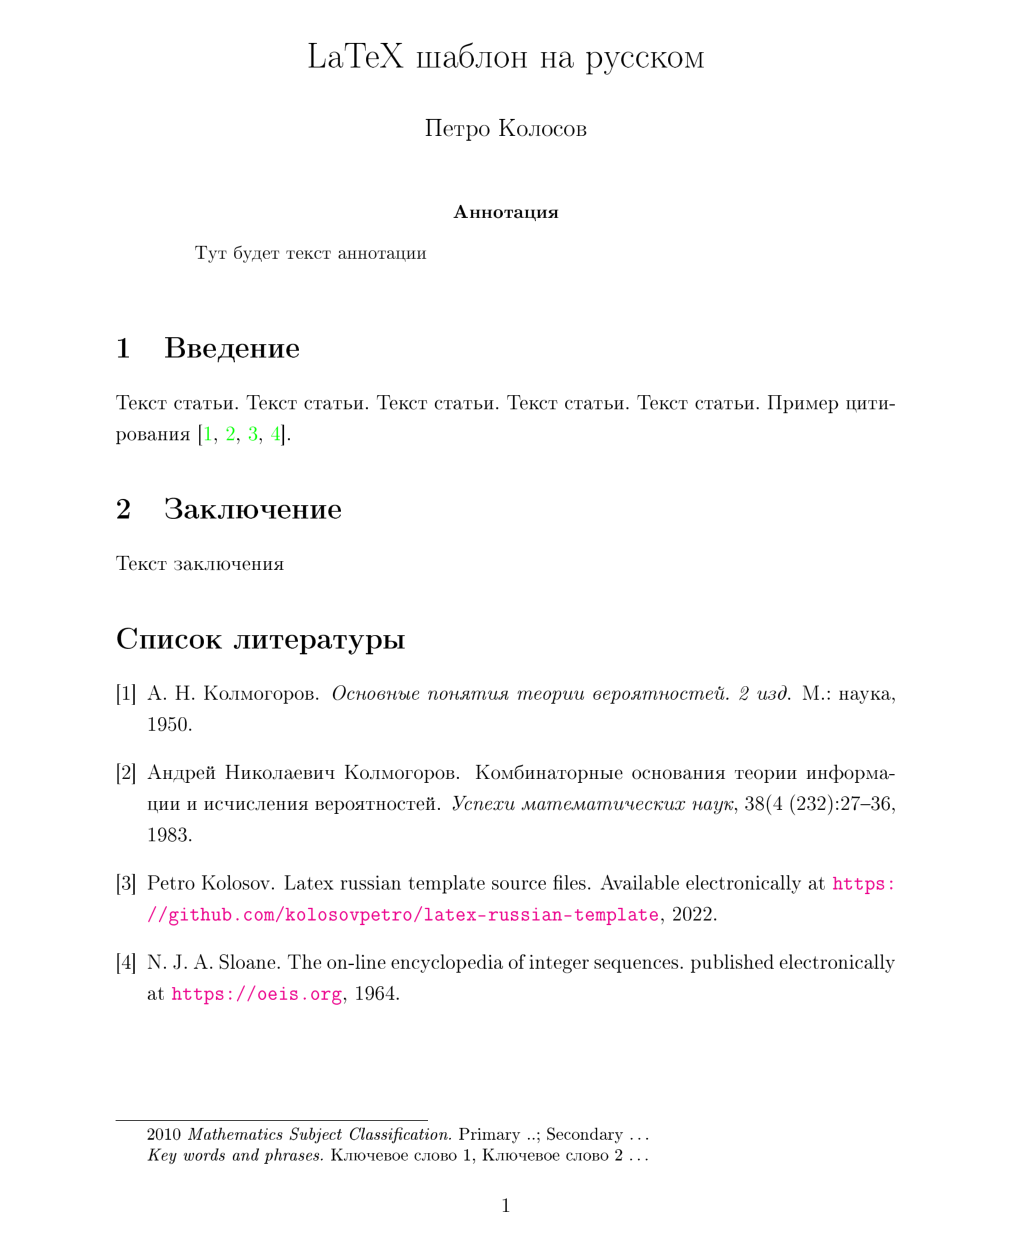 LaTeX шаблон на русском
Петро Колосов
Аннотация
Тут будет текст аннотации
1 Введение
Текст статьи. Текст статьи. Текст статьи. Текст статьи. Текст статьи. Пример цити-
рования [1, 2, 3, 4].
2 Заключение
Текст заключения
Список литературы
[1] А. Н. Колмогоров. Основные понятия теории вероятностей. 2 изд. М.: наука,
1950.
[2] Андрей Николаевич Колмогоров. Комбинаторные основания теории информа-
ции и исчисления вероятностей. Успехи математических наук, 38(4 (232):27–36,
1983.
[3] Petro Kolosov. Latex russian template source files. Available electronically at https:
//github.com/kolosovpetro/latex-russian-template, 2022.
[4] N. J. A. Sloane. The on-line encyclopedia of integer sequences. published electronically
at https://oeis.org, 1964.
2010 Mathematics Subject Classification. Primary ..; Secondary ...
Key words and phrases. Ключевое слово 1, Ключевое слово 2 ...
1